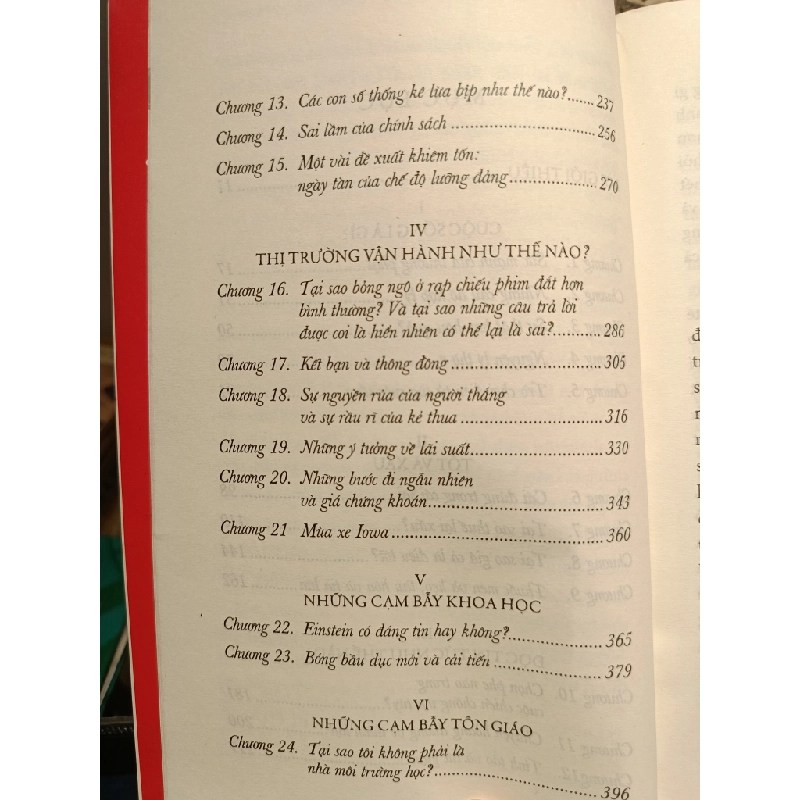 Chương 13. Các con số thống kê lừa bịp như thế nào?.......237
Chương 14. Sai lầm của chính sách ............................256
Chương 15. Một vài đề xuất khiêm tốn:
ngày tàn của chế độ lưỡng đảng.....................270
IV
THỊ TRƯỜNG VẬN HÀNH NHƯ THẾ NÀO?
Chương 16. Tại sao bỏng ngô ở rạp chiếu phim đắt hơn
bình thường? Và tại sao những câu trả lời
được coi là hiển nhiên có thể lại là sai?..........286
Chương 17. Kết bạn và thông đồng ............................305
Chương 18. Sự nguyền rủa của người thắng
và sự rầu rĩ của kẻ thua ............................316
Chương 19. Những ý tưởng về lãi suất..........................330
Chương 20. Những bước đi ngẫu nhiên
và giá chứng khoán..................................343
Chương 21 Mùa xe Iowa .........................................360
V
NHỮNG CẠM BẪY KHOA HỌC
Chương 22. Einstein có đáng tin hay không?...................365
Chương 23. Bóng bầu dục mới và cải tiến .....................379
VI
NHỮNG CẠM BẪY TÔN GIÁO
Chương 24. Tại sao tôi không phải là
nhà môi trường học?.................................396